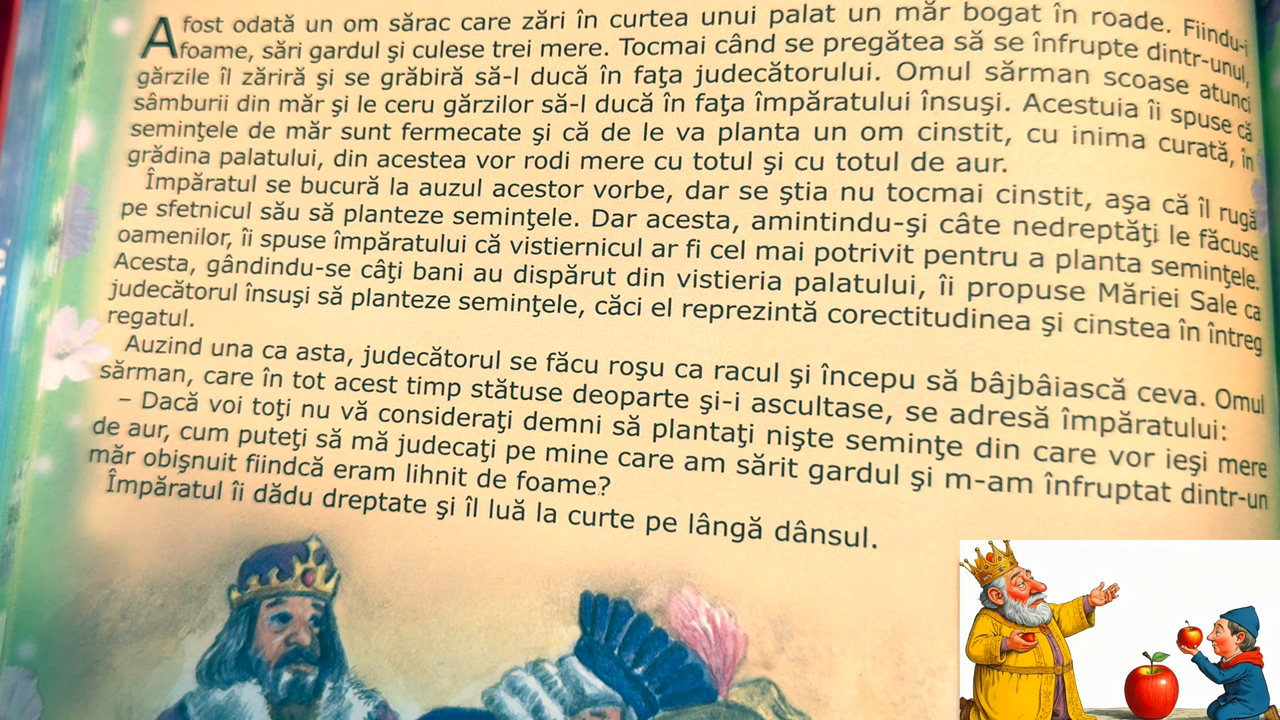 A fost odată un om sărac care zări în curtea unui palat un măr bogat în roade. Fiindu-i
foame, sări gardul şi culese trei mere. Tocmai când se pregătea să se înfrupte dintr-unul,
gărzile îl zăriră şi se grăbiră să-l ducă în faţa judecătorului. Omul sărman scoase atunci
sâmburii din măr şi le ceru gărzilor să-l ducă în faţa împăratului însuşi. Acestuia îi spuse că
seminţele de măr sunt fermecate şi că de le va planta un om cinstit, cu inima curată, în
grădina palatului, din acestea vor rodi mere cu totul şi cu totul de aur.
Împăratul se bucură la auzul acestor vorbe, dar se ştia nu tocmai cinstit, aşa că îl rugă
pe sfetnicul său să planteze seminţele. Dar acesta, amintindu-şi câte nedreptăţi le făcuse
oamenilor, îi spuse împăratului că vistiernicul ar fi cel mai potrivit pentru a planta seminţele.
Acesta, gândindu-se câţi bani au dispărut din vistieria palatului, îi propuse Măriei Sale ca
judecătorul însuşi să planteze seminţele, căci el reprezintă corectitudinea şi cinstea în întreg
regatul.
Auzind una ca asta, judecătorul se făcu roşu ca racul şi începu să bâjbâiască ceva. Omul
sărman, care în tot acest timp stătuse deoparte şi-i ascultase, se adresă împăratului:
– Dacă voi toţi nu vă consideraţi demni să plantaţi nişte seminţe din care vor ieşi mere
de aur, cum puteţi să mă judecaţi pe mine care am sărit gardul şi m-am înfruptat dintr-un
măr obişnuit fiindcă eram lihnit de foame?
Împăratul îi dădu dreptate şi îl luă la curte pe lângă dânsul.